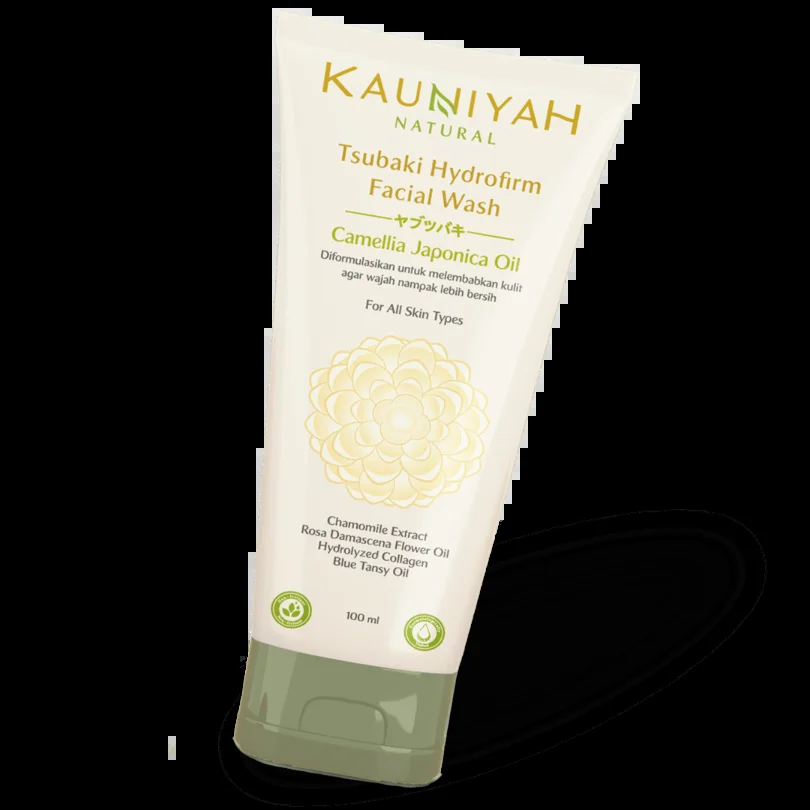 KAUNIYAH
NATURAL
Tsubaki Hydrofirm
Facial Wash
ヤブツバキ
Camellia Japonica Oil
Diformulasikan untuk melembabkan kulit
agar wajah nampak lebih bersih
For All Skin Types
Chamomile Extract
Rosa Damascena Flower Oil
Hydrolyzed Collagen
Blue Tansy Oil
100 ml